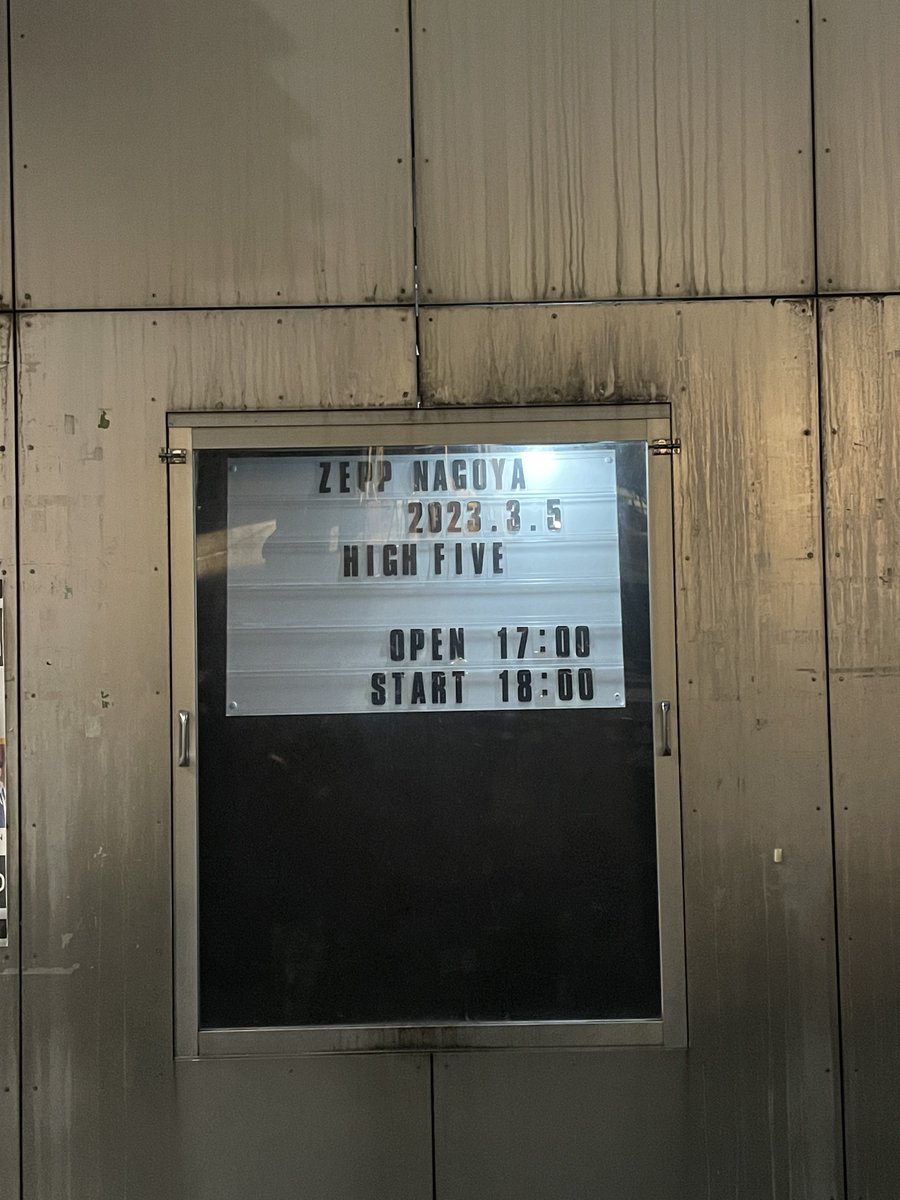 ZEPP NAGOYA
2023.3.5
HIGH FIVE
OPEN 17:00
START 18:00